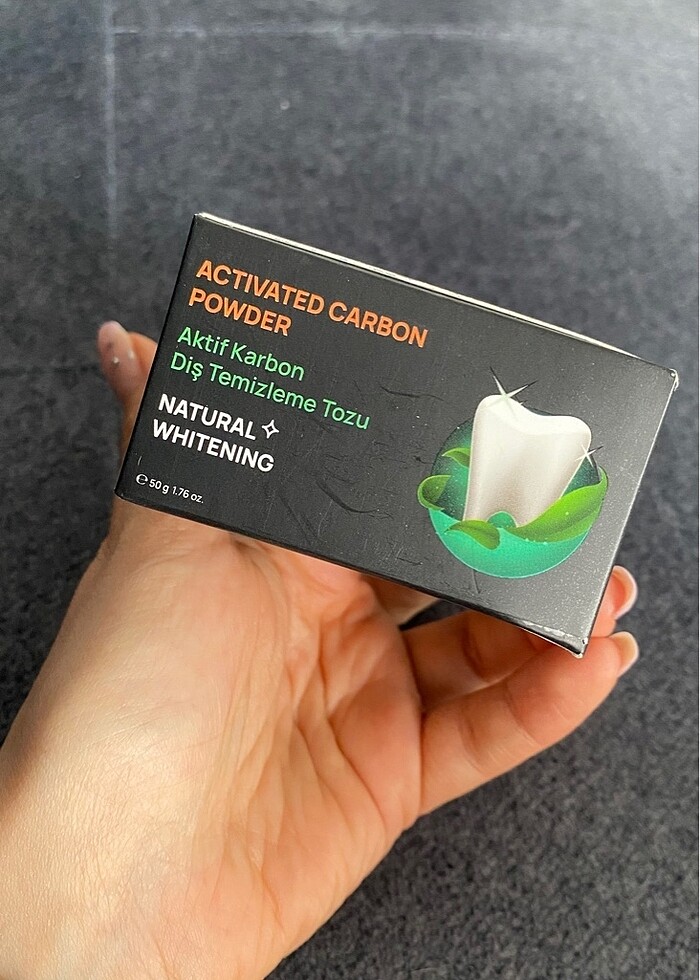 ACTIVATED CARBON
POWDER
Aktif Karbon
Diş Temizleme Tozu
NATURAL
WHITENING
℮ 50 g 1.76 oz.